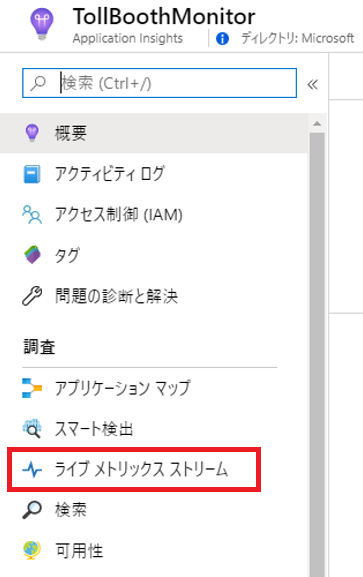 TollBoothMonitor
Application Insights
ディレクトリ: Microsoft
検索 (Ctrl+/)
概要
アクティビティ ログ
アクセス制御 (IAM)
タグ
問題の診断と解決
調査
アプリケーション マップ
スマート検出
ライブ メトリックス ストリーム
検索
可用性